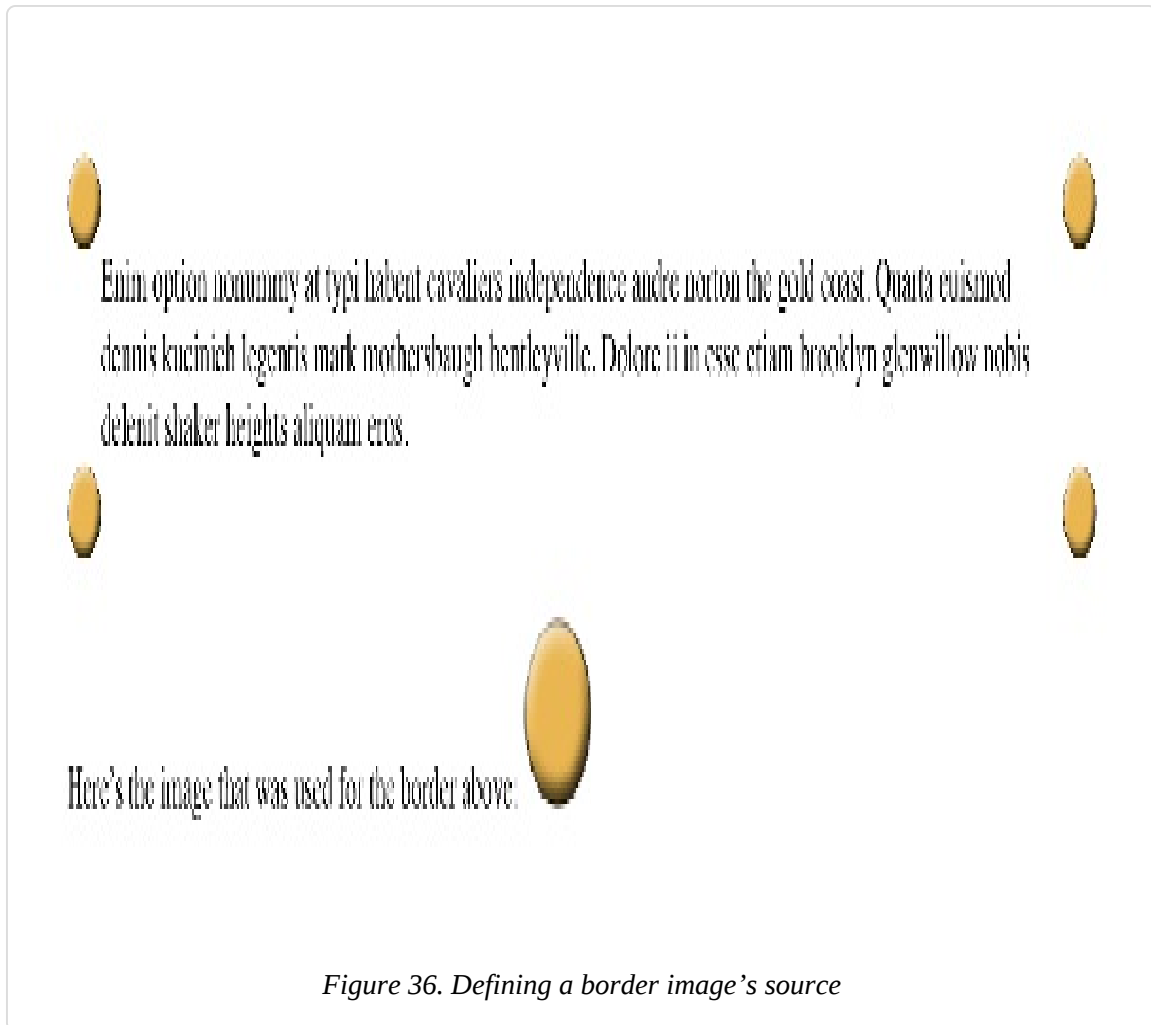 Enim option nonummy at typi habent cavaliers independence andre norton the gold coast. Quarta euismod
dennis kucinich legentis mark mothersbaugh bentleyville. Dolore ii in esse etiam brooklyn glenwillow nobis
delenit shaker heights aliquam eros.
Here’s the image that was used for the border above:
Figure 36. Defining a border image’s source